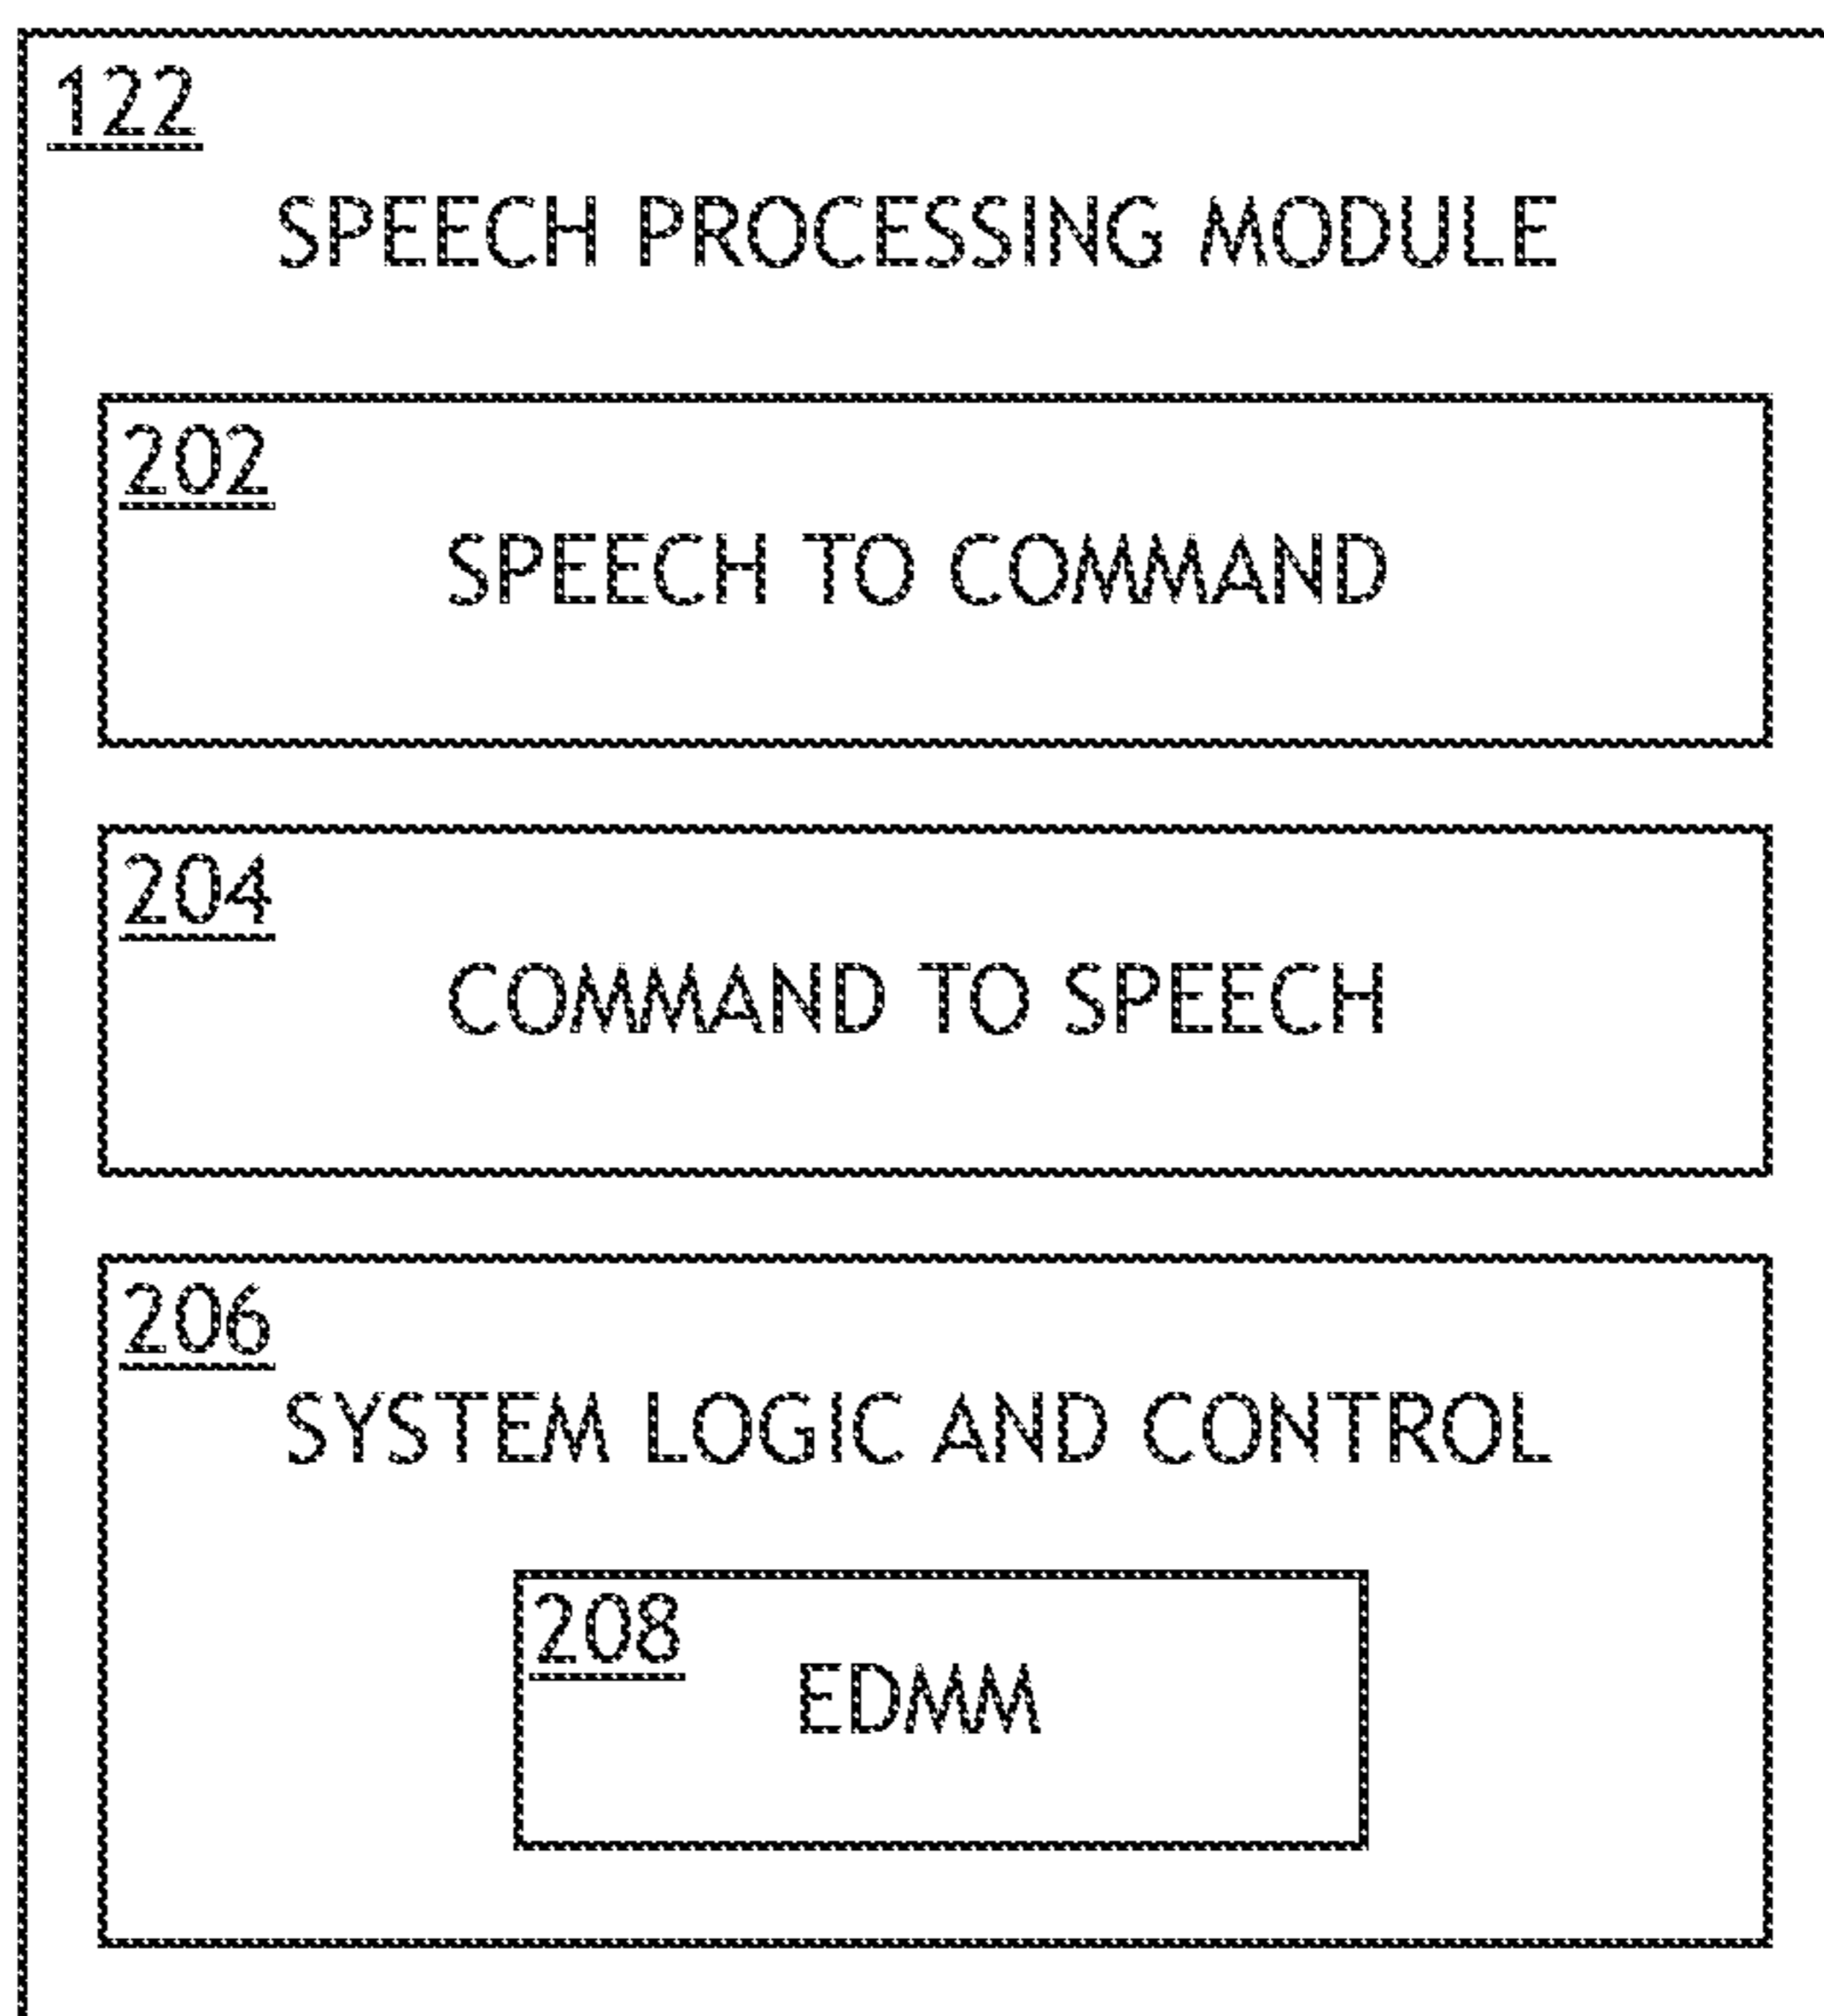 122
SPEECH PROCESSING MODULE
202
SPEECH TO COMMAND
204
COMMAND TO SPEECH
206
SYSTEM LOGIC AND CONTROL
208
EDMM